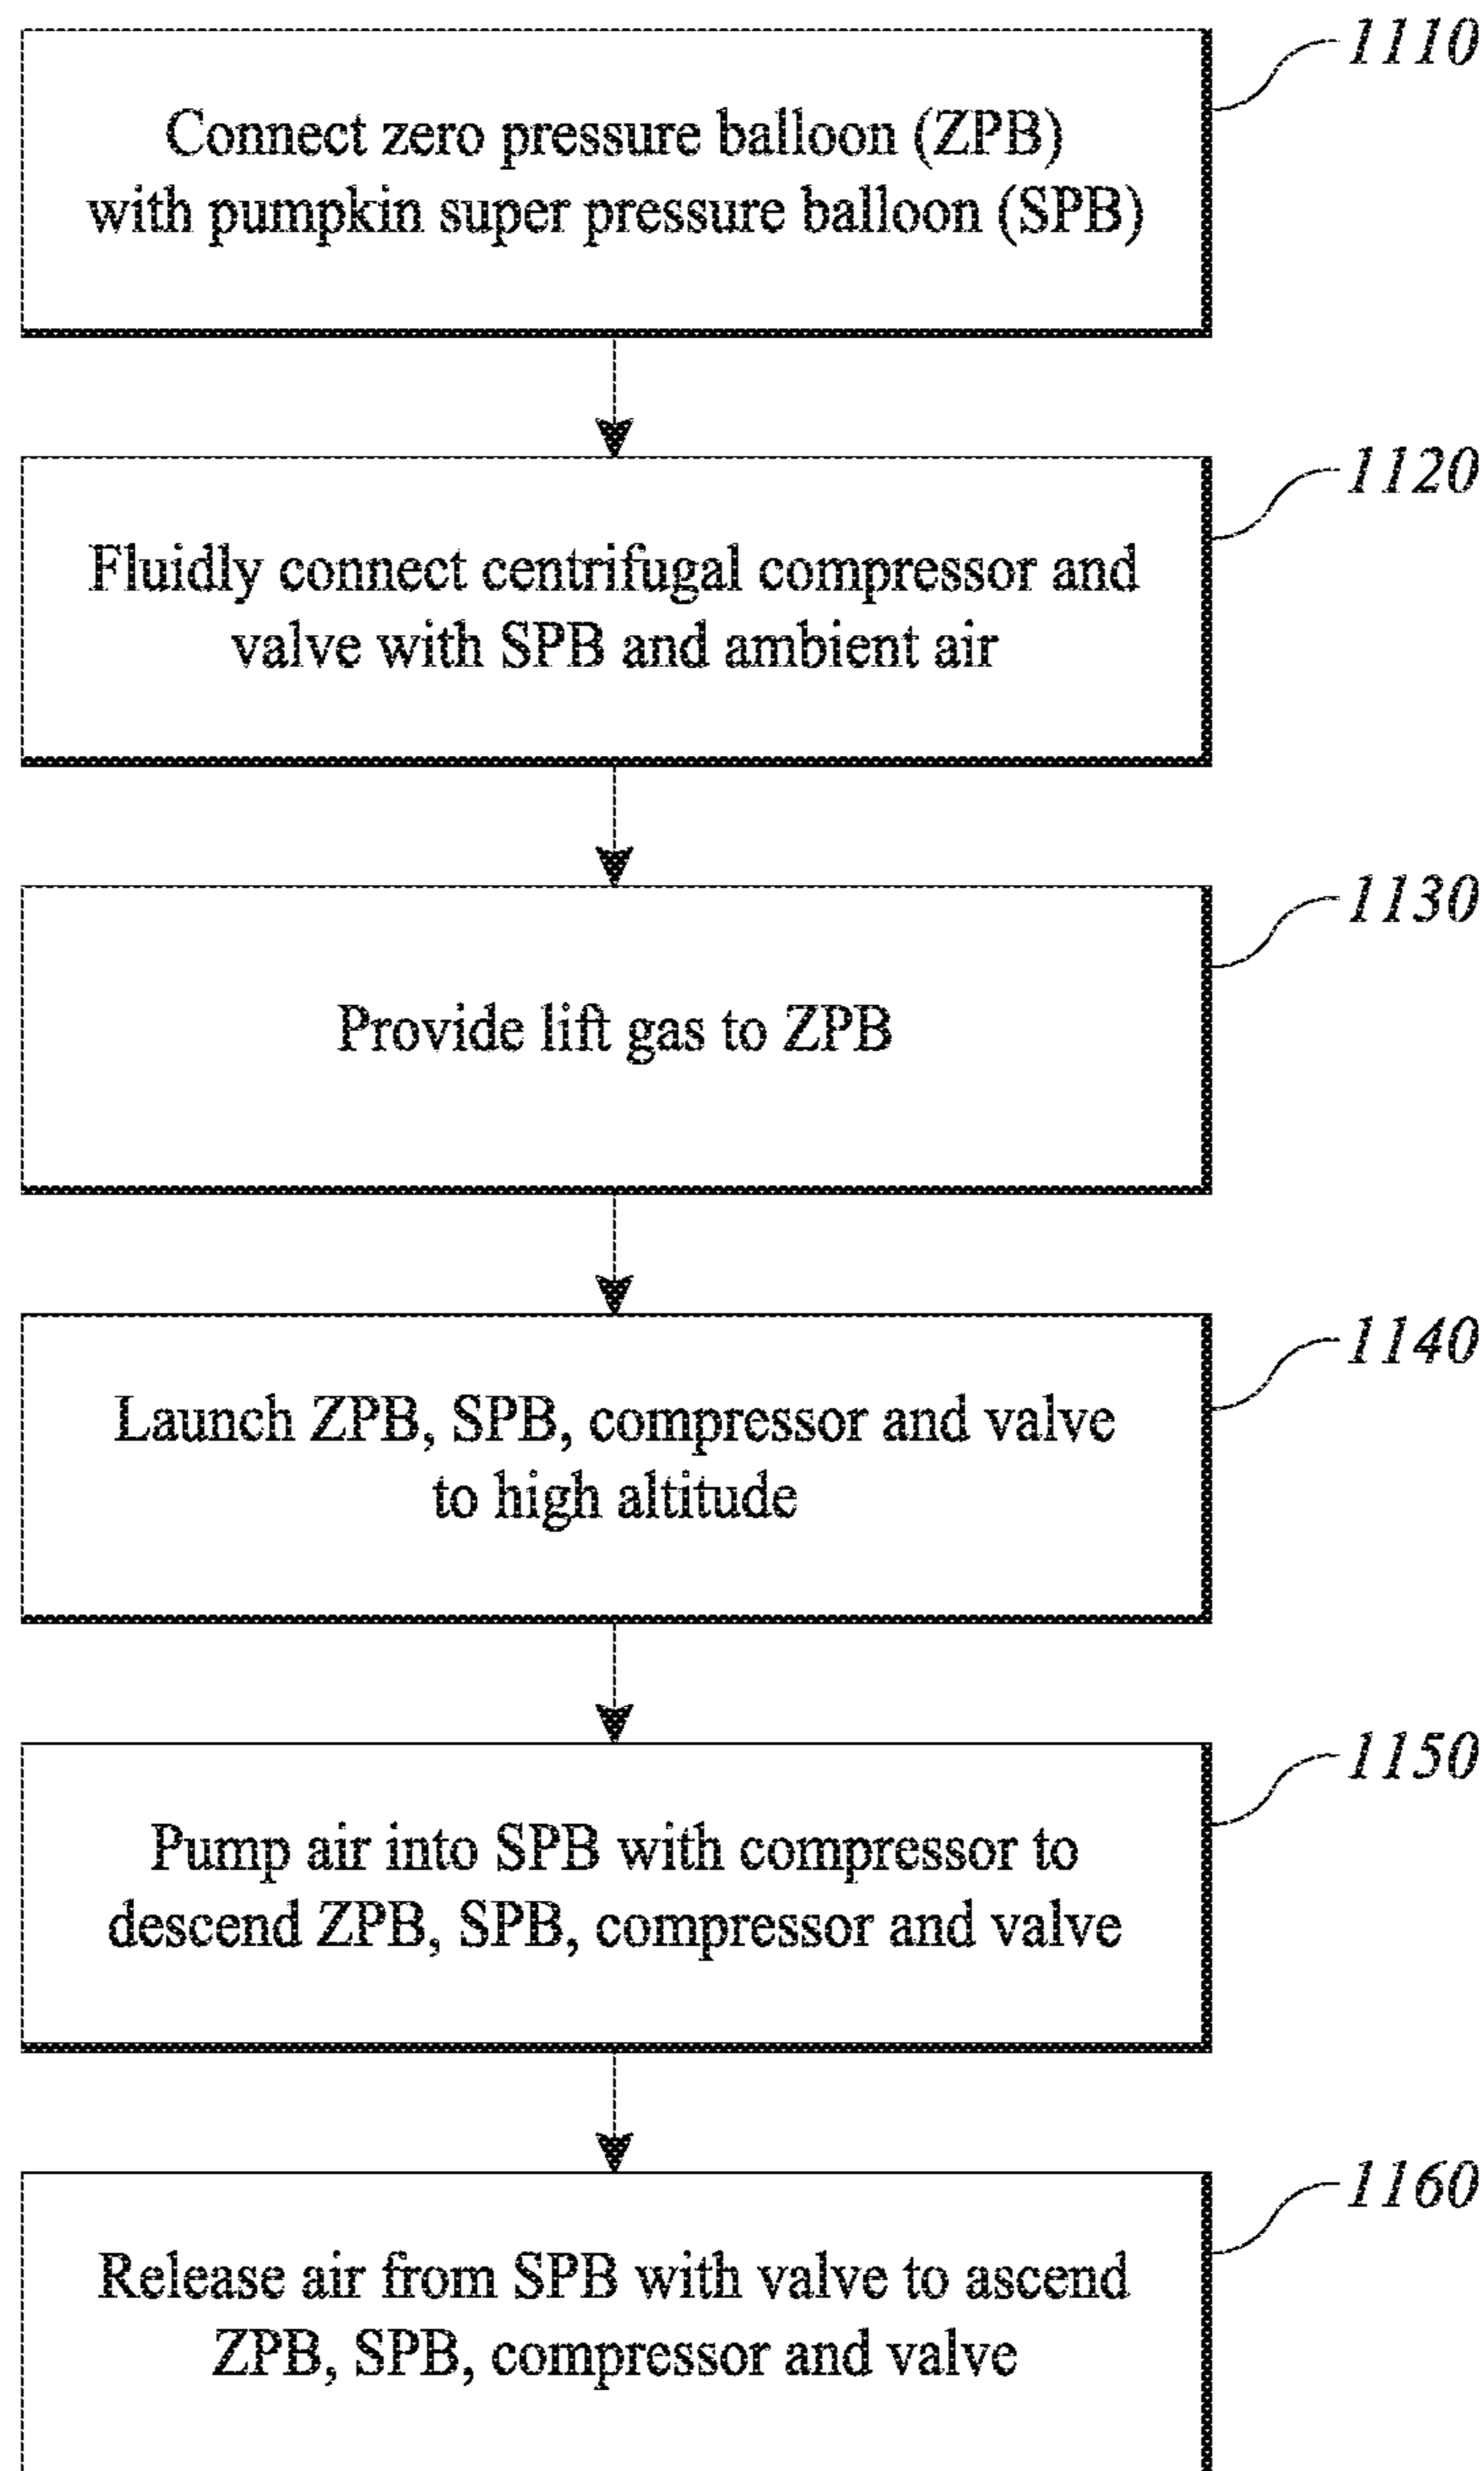 1110
Connect zero pressure balloon (ZPB)
with pumpkin super pressure balloon (SPB)
1120
Fluidly connect centrifugal compressor and
valve with SPB and ambient air
1130
Provide lift gas to ZPB
1140
Launch ZPB, SPB, compressor and valve
to high altitude
1150
Pump air into SPB with compressor to
descend ZPB, SPB, compressor and valve
1160
Release air from SPB with valve to ascend
ZPB, SPB, compressor and valve